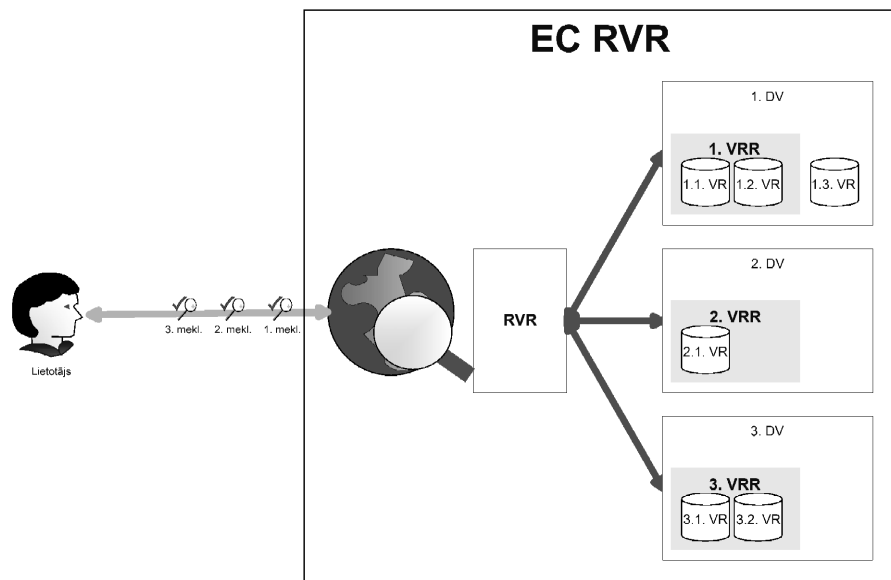 EC RVR
1. DV
1. VRR
1.1. VR
1.2. VR
1.3. VR
2. DV
2. VRR
2.1. VR
3. DV
3. VRR
3.1. VR
3.2. VR
RVR
3. mekl.
2. mekl.
1. mekl.
Lietotājs